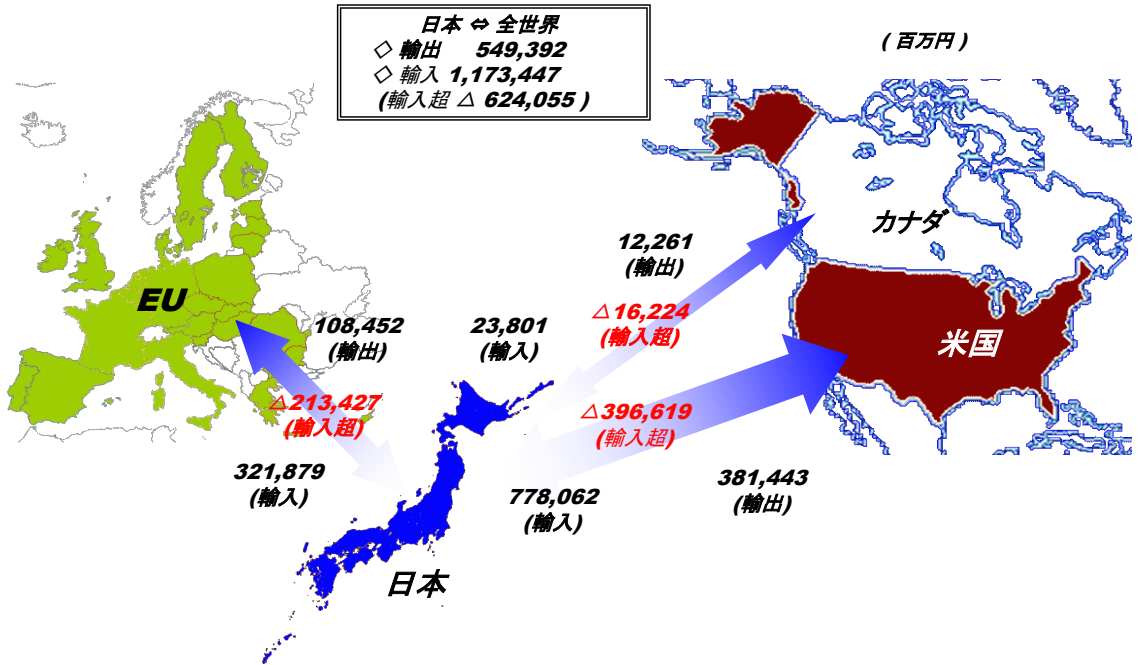 日本 ⇔ 全世界
◇ 輸出 549,392
◇ 輸入 1,173,447
(輸入超 △ 624,055 )
( 百万円 )
カナダ
12,261
(輸出)
EU
△16,224
(輸入超)
108,452
(輸出)
23,801
(輸入)
米国
△213,427
(輸入超)
△396,619
(輸入超)
321,879
(輸入)
778,062
(輸入)
381,443
(輸出)
日本